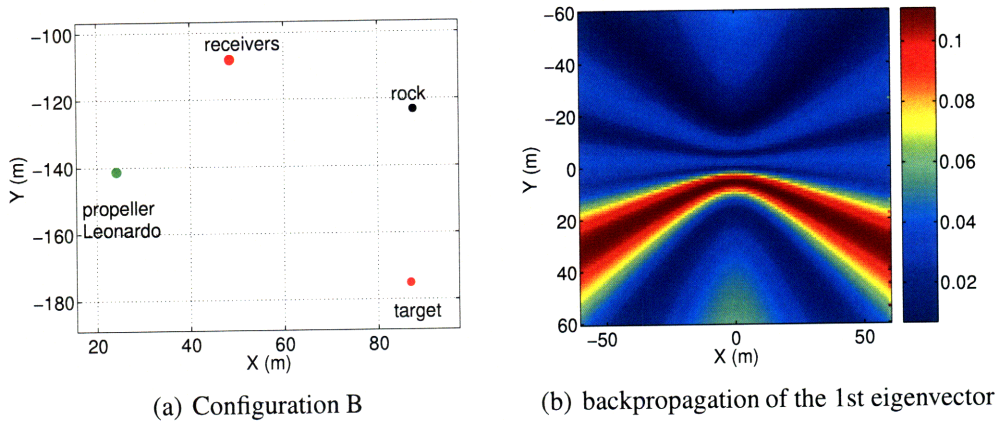 −100
−120
−140
−160
−180
Y (m)
20
40
60
80
X (m)
receivers
rock
propeller
Leonardo
target
(a) Configuration B
−60
−40
−20
0
20
40
60
Y (m)
−50
0
50
X (m)
0.1
0.08
0.06
0.04
0.02
(b) backpropagation of the 1st eigenvector